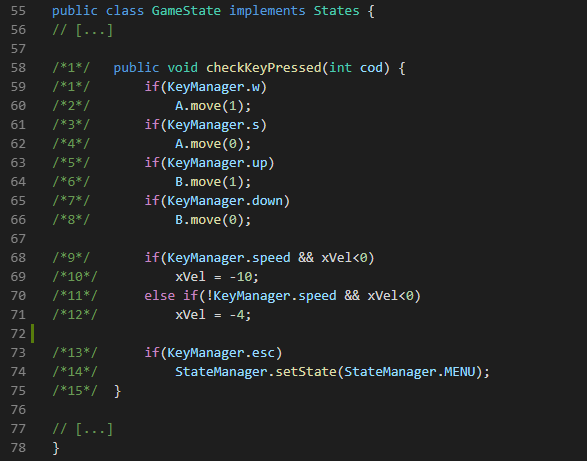 55 public class GameState implements States {
56 // [...]
57
58 /*1*/ public void checkKeyPressed(int cod) {
59 /*1*/ if(KeyManager.w)
60 /*2*/ A.move(1);
61 /*3*/ if(KeyManager.s)
62 /*4*/ A.move(0);
63 /*5*/ if(KeyManager.up)
64 /*6*/ B.move(1);
65 /*7*/ if(KeyManager.down)
66 /*8*/ B.move(0);
67
68 /*9*/ if(KeyManager.speed && xVel<0)
69 /*10*/ xVel = -10;
70 /*11*/ else if(!KeyManager.speed && xVel<0)
71 /*12*/ xVel = -4;
72
73 /*13*/ if(KeyManager.esc)
74 /*14*/ StateManager.setState(StateManager.MENU);
75 /*15*/ }
76
77 // [...]
78 }